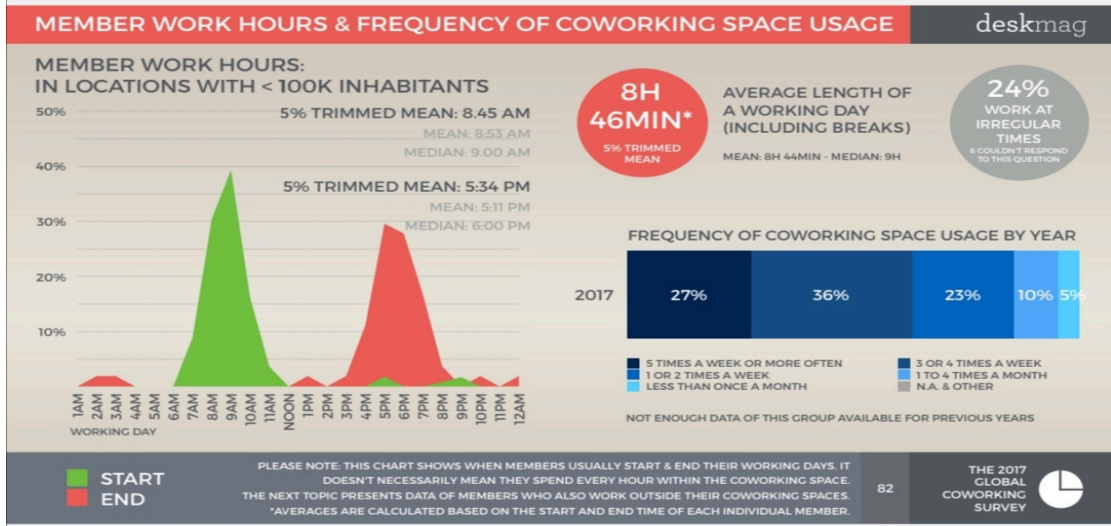 MEMBER WORK HOURS & FREQUENCY OF COWORKING SPACE USAGE
deskmag
MEMBER WORK HOURS:
IN LOCATIONS WITH < 100K INHABITANTS
50%
40%
30%
20%
10%
5% TRIMMED MEAN: 8.45 AM
MEAN: 8:53 AM
MEDIAN: 9.00 AM
5% TRIMMED MEAN: 5:34 PM
MEAN: 5:11 PM
MEDIAN: 6:00 PM
1AM
2AM
3AM
4AM
5AM
6AM
7AM
8AM
9AM
10AM
11AM
NOON
1PM
2PM
3PM
4PM
5PM
6PM
7PM
8PM
9PM
10PM
11PM
12AM
WORKING DAY
8H
46MIN*
5% TRIMMED
MEAN
AVERAGE LENGTH OF
A WORKING DAY
(INCLUDING BREAKS)
MEAN: 8H 44MIN - MEDIAN: 9H
24%
WORK AT
IRREGULAR
TIMES
& COULDN'T RESPOND
TO THIS QUESTION
FREQUENCY OF COWORKING SPACE USAGE BY YEAR
2017
27%
36%
23%
10%
5%
5 TIMES A WEEK OR MORE OFTEN
3 OR 4 TIMES A WEEK
1 OR 2 TIMES A WEEK
1 TO 4 TIMES A MONTH
LESS THAN ONCE A MONTH
N.A. & OTHER
NOT ENOUGH DATA OF THIS GROUP AVAILABLE FOR PREVIOUS YEARS
START
END
PLEASE NOTE: THIS CHART SHOWS WHEN MEMBERS USUALLY START & END THEIR WORKING DAYS. IT
DOESN'T NECESSARILY MEAN THEY SPEND EVERY HOUR WITHIN THE COWORKING SPACE.
THE NEXT TOPIC PRESENTS DATA OF MEMBERS WHO ALSO WORK OUTSIDE THEIR COWORKING SPACES.
*AVERAGES ARE CALCULATED BASED ON THE START AND END TIME OF EACH INDIVIDUAL MEMBER.
82
THE 2017
GLOBAL
COWORKING
SURVEY